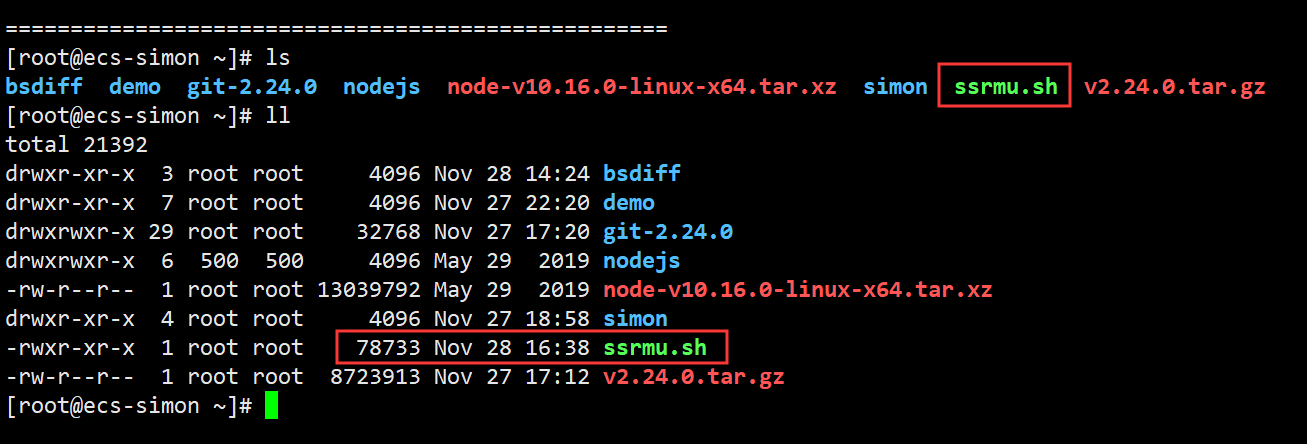 ===================================================
[root@ecs-simon ~]# ls
bsdiff  demo  git-2.24.0  nodejs  node-v10.16.0-linux-x64.tar.xz  simon  ssrmu.sh  v2.24.0.tar.gz
[root@ecs-simon ~]# ll
total 21392
drwxr-xr-x  3 root root     4096 Nov 28 14:24 bsdiff
drwxr-xr-x  7 root root     4096 Nov 27 22:20 demo
drwxrwxr-x 29 root root    32768 Nov 27 17:20 git-2.24.0
drwxrwxr-x  6  500  500     4096 May 29  2019 nodejs
-rw-r--r--  1 root root 13039792 May 29  2019 node-v10.16.0-linux-x64.tar.xz
drwxr-xr-x  4 root root     4096 Nov 27 18:58 simon
-rwxr-xr-x  1 root root    78733 Nov 28 16:38 ssrmu.sh
-rw-r--r--  1 root root  8723913 Nov 27 17:12 v2.24.0.tar.gz
[root@ecs-simon ~]#